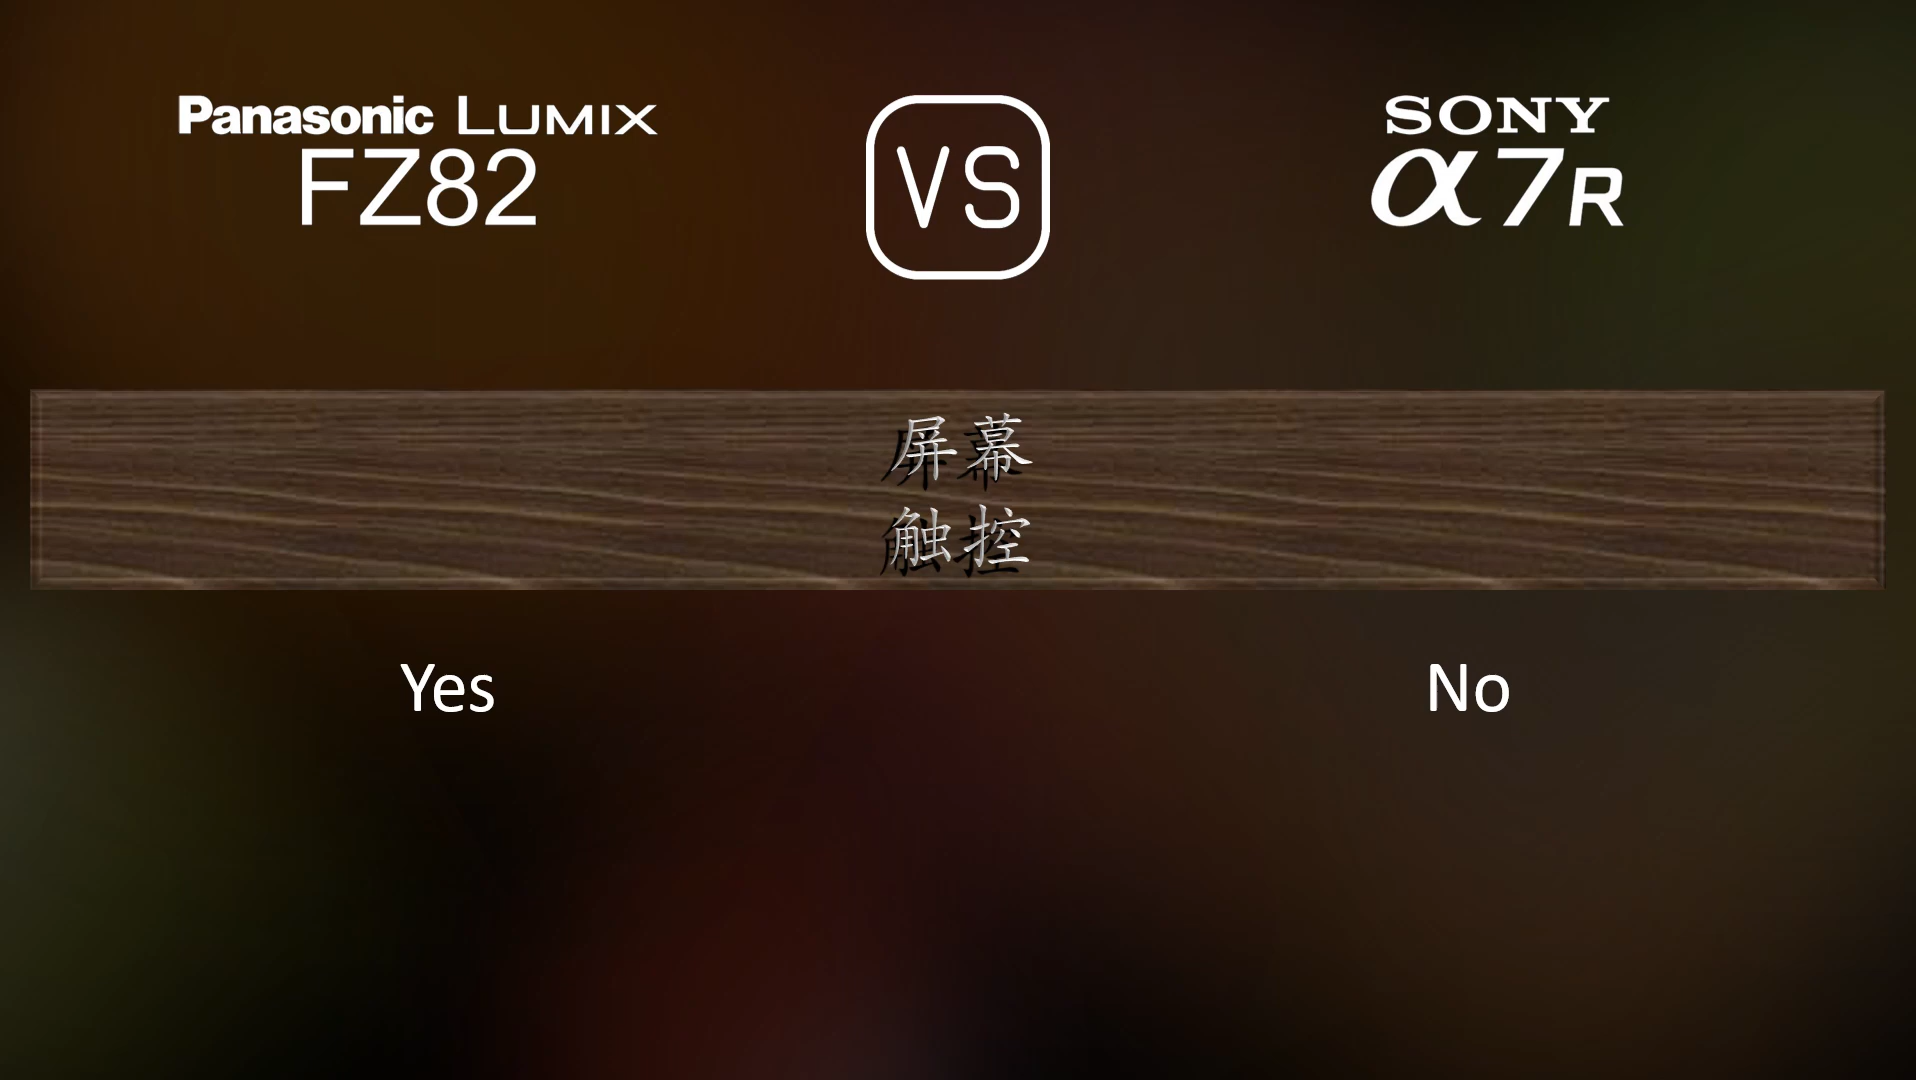 Panasonic LUMIX
FZ82
VS
SONY
α7R
屏幕
触控
Yes
No